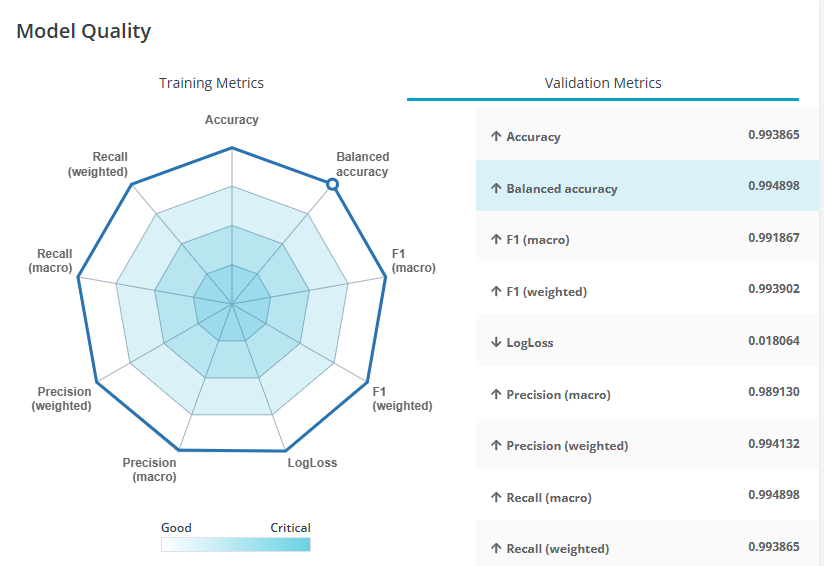 Model Quality
Training Metrics
Validation Metrics
Accuracy
Balanced
accuracy
F1
(macro)
F1
(weighted)
LogLoss
Precision
(macro)
Precision
(weighted)
Recall
(macro)
Recall
(weighted)
Good
Critical
↑ Accuracy 0.993865
↑ Balanced accuracy 0.994898
↑ F1 (macro) 0.991867
↑ F1 (weighted) 0.993902
↓ LogLoss 0.018064
↑ Precision (macro) 0.989130
↑ Precision (weighted) 0.994132
↑ Recall (macro) 0.994898
↑ Recall (weighted) 0.993865